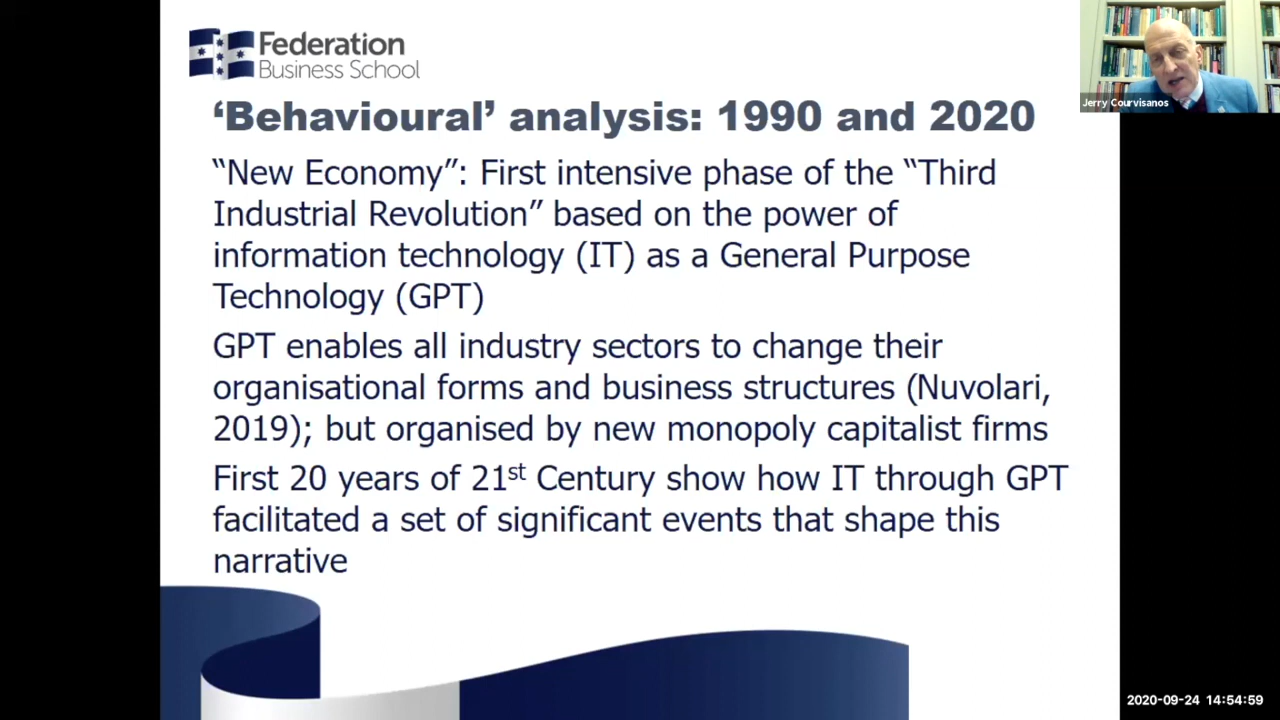 Federation
Business School
‘Behavioural’ analysis: 1990 and 2020
“New Economy”: First intensive phase of the “Third
Industrial Revolution” based on the power of
information technology (IT) as a General Purpose
Technology (GPT)
GPT enables all industry sectors to change their
organisational forms and business structures (Nuvolari,
2019); but organised by new monopoly capitalist firms
First 20 years of 21st Century show how IT through GPT
facilitated a set of significant events that shape this
narrative
Jerry Courvisanos
2020-09-24 14:54:59